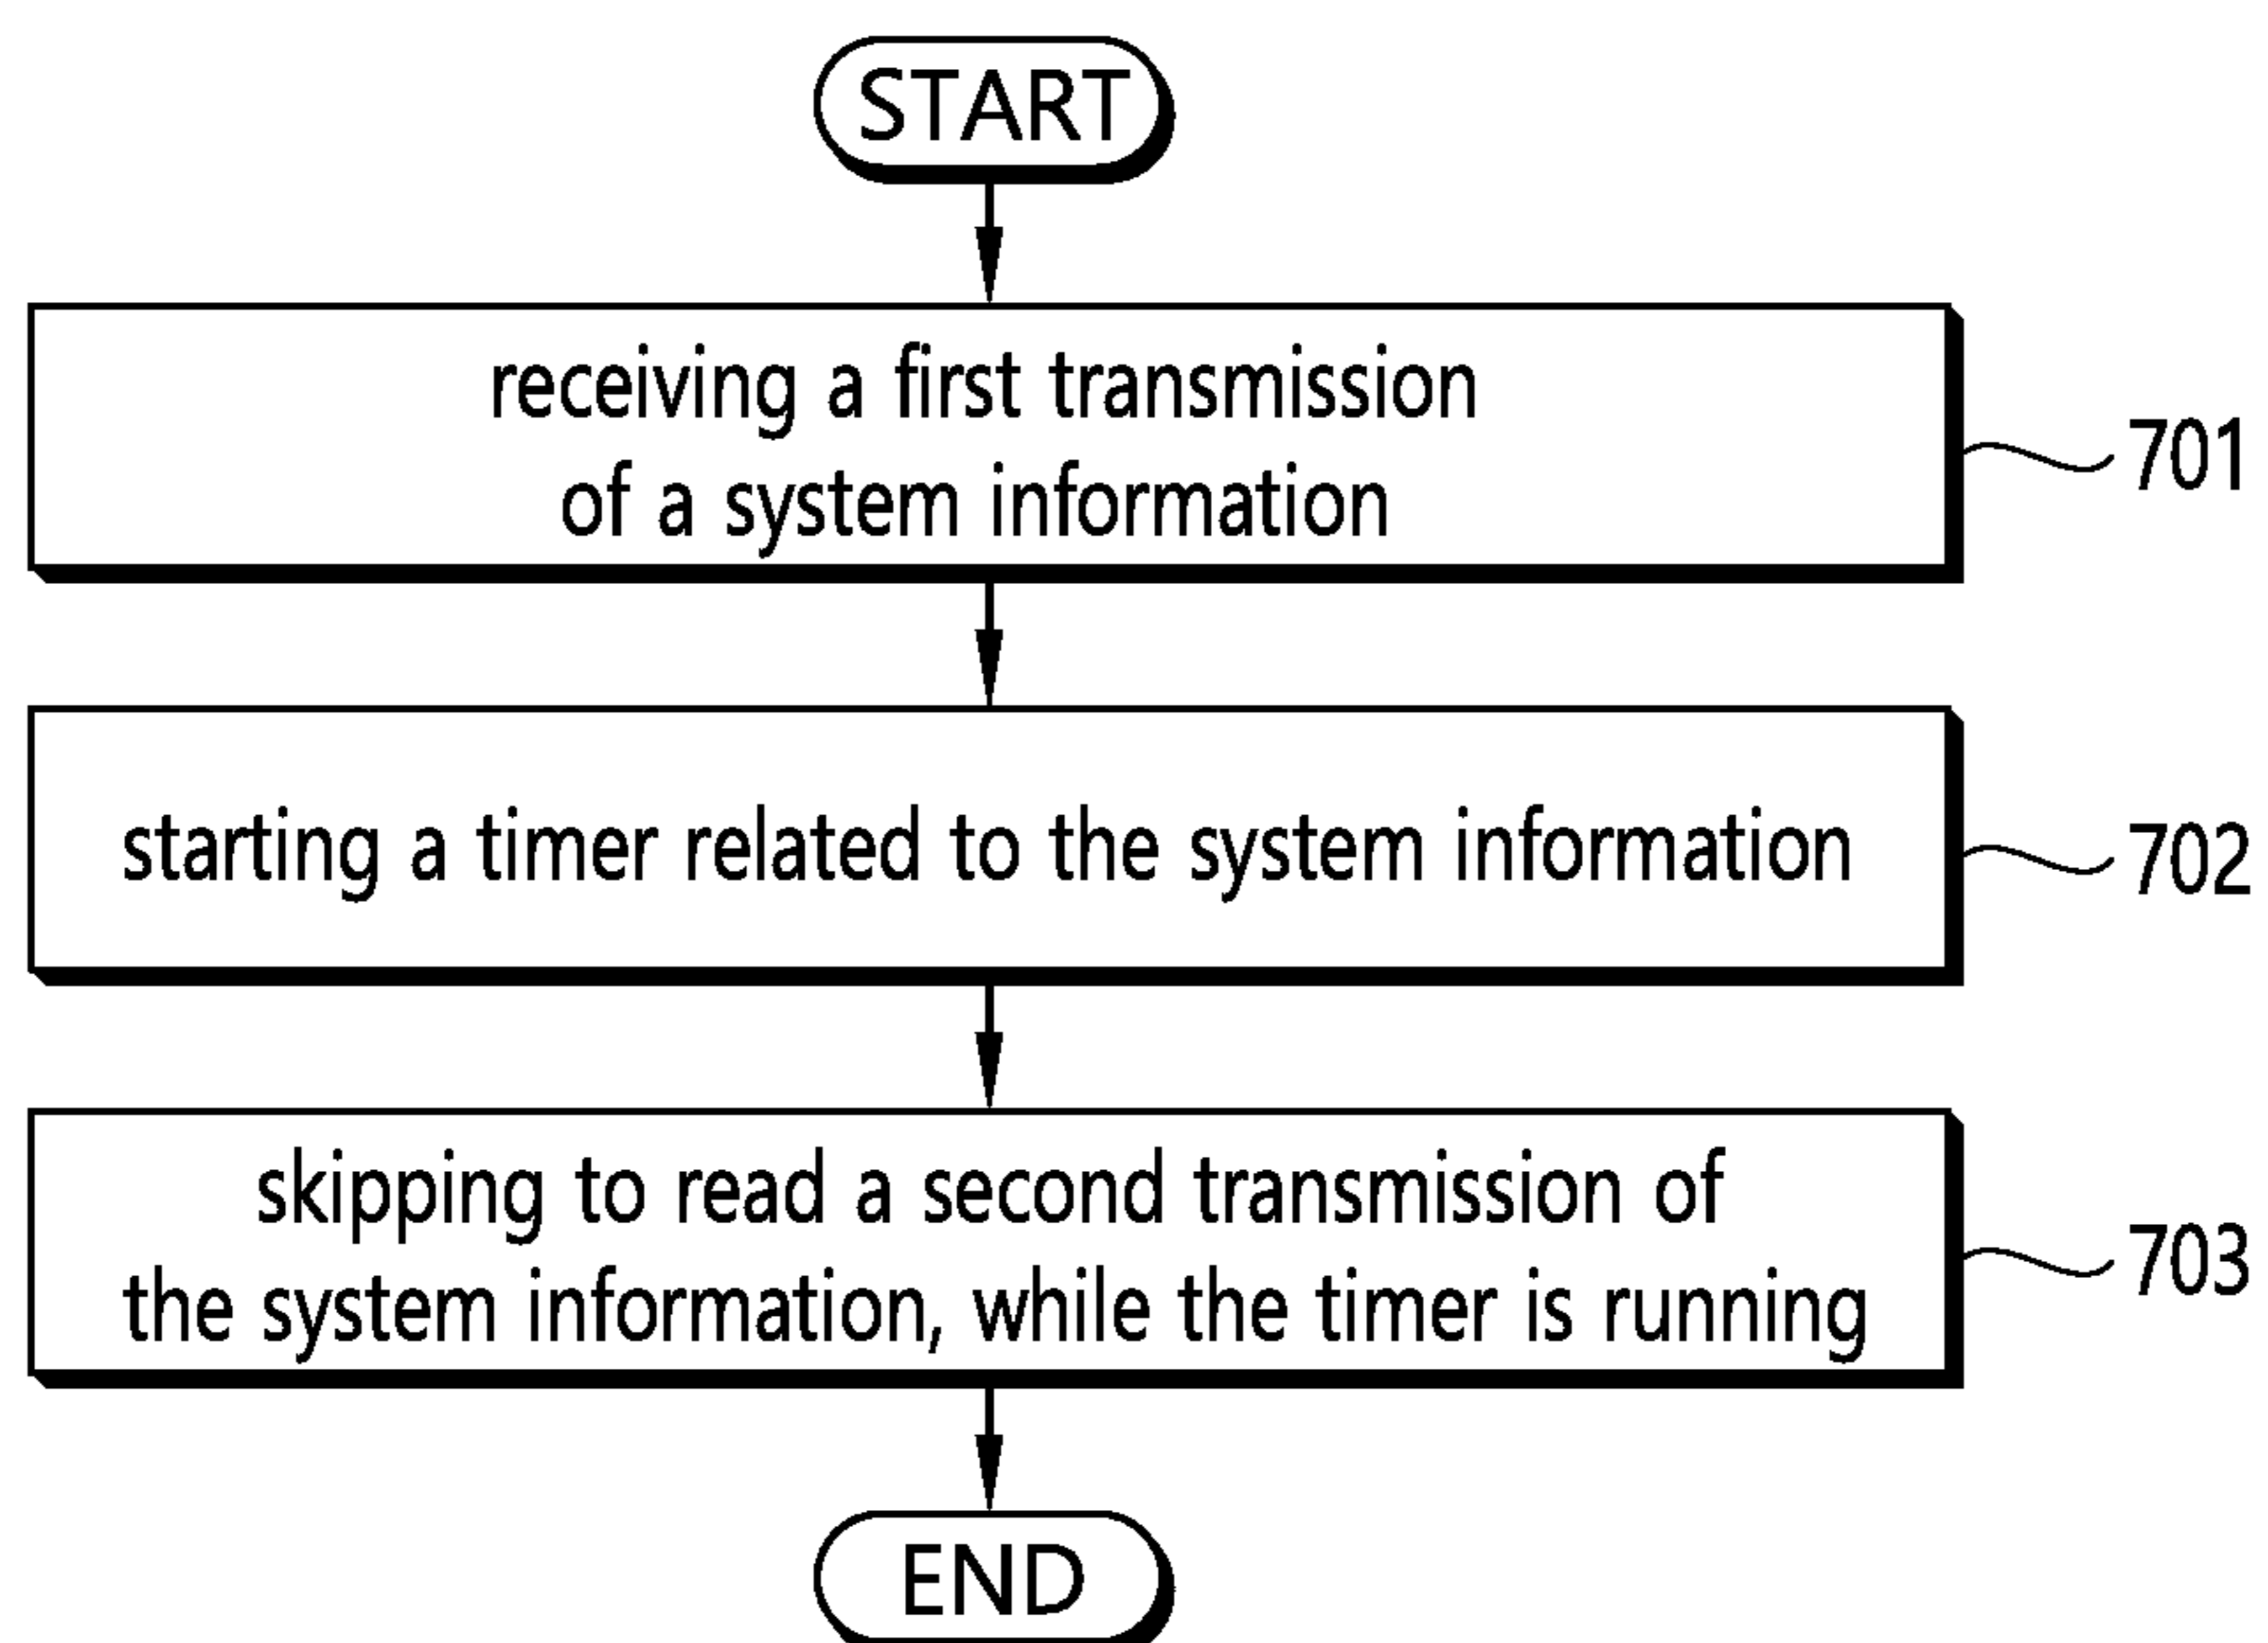 START
receiving a first transmission
of a system information
701
starting a timer related to the system information
702
skipping to read a second transmission of
the system information, while the timer is running
703
END